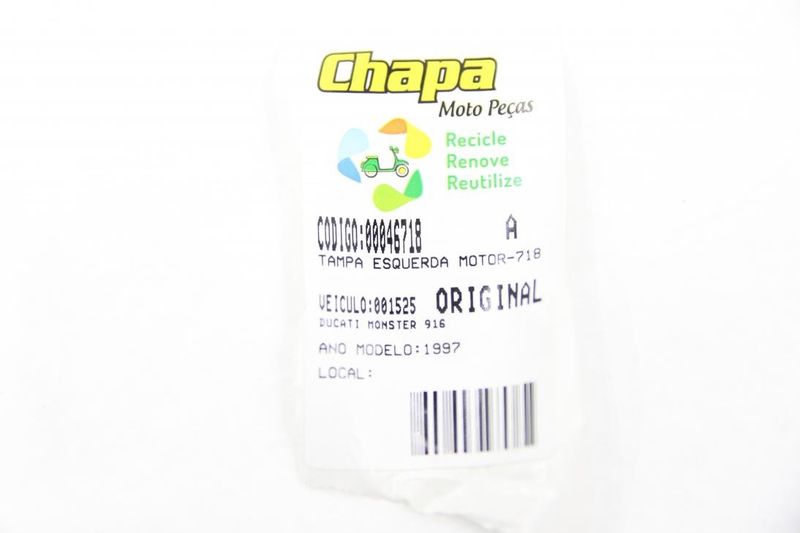 Chapa
Moto Peças
Recicle
Renove
Reutilize
CODIGO:00046718 A
TAMPA ESQUERDA MOTOR-718
VEICULO:001525 ORIGINAL
DUCATI MONSTER 916
ANO MODELO:1997
LOCAL: